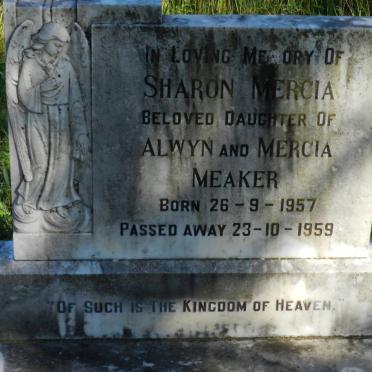 In Loving Memory Of
Sharon Mercia
Beloved Daughter Of
Alwyn and Mercia
Meaker
Born 26-9-1957
Passed away 23-10-1959
"Of Such is the Kingdom of Heaven."